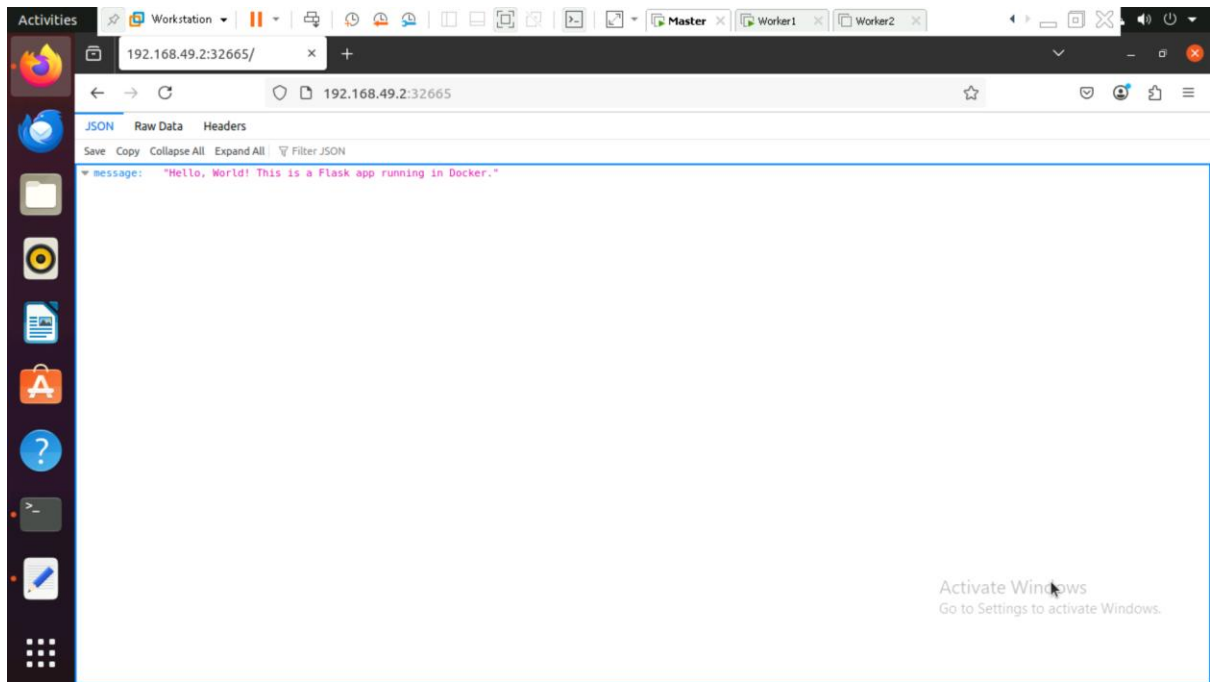 Activities Workstation Master Worker1 Worker2
192.168.49.2:32665/
192.168.49.2:32665
JSON Raw Data Headers
Save Copy Collapse All Expand All Filter JSON
message: "Hello, World! This is a Flask app running in Docker."
Activate Windows
Go to Settings to activate Windows.